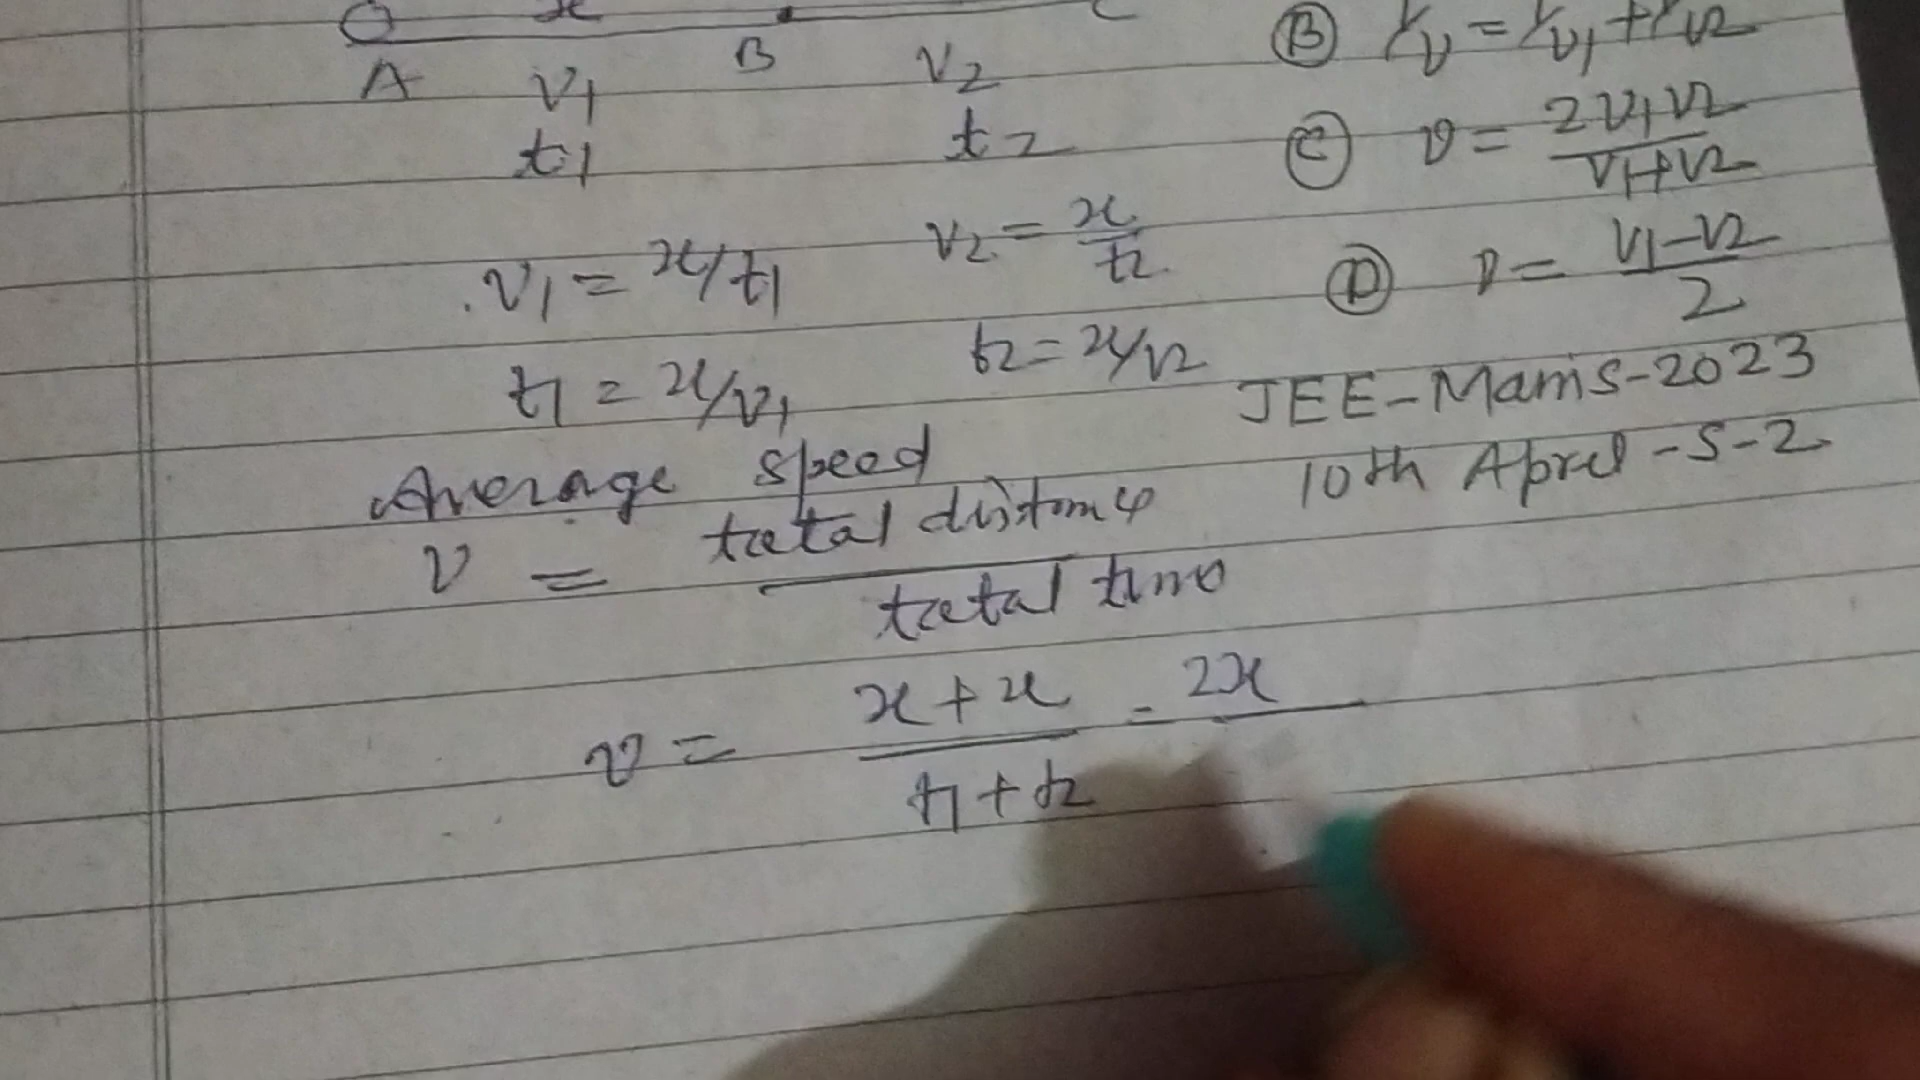 x
A B C
v1 v2
t1 t2
v1 = x/t1 v2 = x/t2
t1 = x/v1 t2 = x/v2
Average speed
v = total distance / total time
v = x + x / t1 + t2 = 2x
(B) 1/v = 1/v1 + 1/v2
(C) v = 2v1v2 / v1+v2
(D) v = v1-v2 / 2
JEE-Mains-2023
10th April-S-2